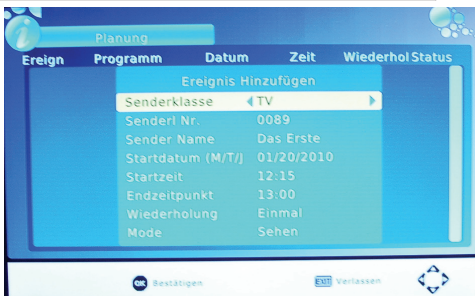 Planung
Ereign Programm Datum Zeit Wiederhol Status
Ereignis Hinzufügen
Senderklasse TV
Senderl Nr. 0089
Sender Name Das Erste
Startdatum (M/T/J 01/20/2010
Startzeit 12:15
Endzeitpunkt 13:00
Wiederholung Einmal
Mode Sehen
OK Bestätigen EXIT Verlassen